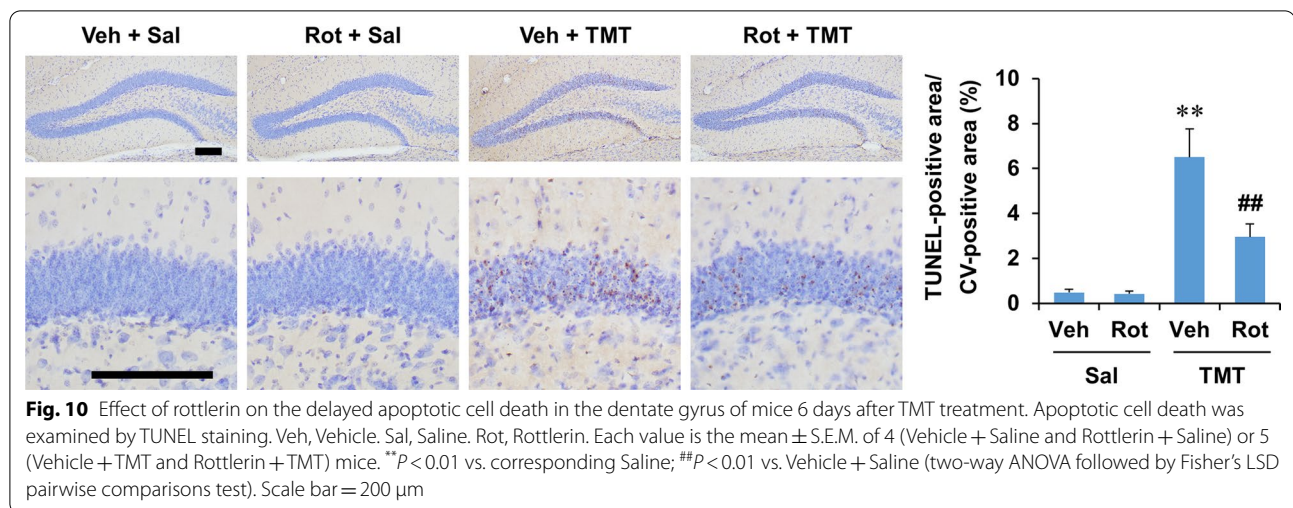 Veh + Sal Rot + Sal Veh + TMT Rot + TMT
TUNEL-positive area/
CV-positive area (%)
10
8
6
4
2
0
**
##
Veh Rot Veh Rot
Sal TMT
Fig. 10 Effect of rottlerin on the delayed apoptotic cell death in the dentate gyrus of mice 6 days after TMT treatment. Apoptotic cell death was
examined by TUNEL staining. Veh, Vehicle. Sal, Saline. Rot, Rottlerin. Each value is the mean ± S.E.M. of 4 (Vehicle + Saline and Rottlerin + Saline) or 5
(Vehicle + TMT and Rottlerin + TMT) mice. **P < 0.01 vs. corresponding Saline; ##P < 0.01 vs. Vehicle + Saline (two-way ANOVA followed by Fisher's LSD
pairwise comparisons test). Scale bar = 200 μm